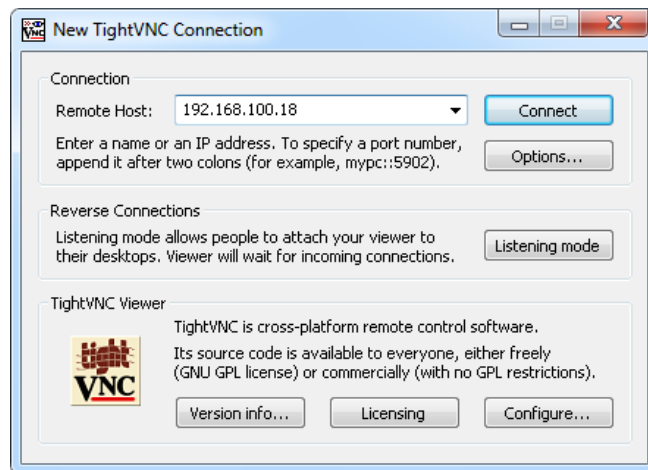 New TightVNC Connection
Connection
Remote Host: 192.168.100.18
Connect
Enter a name or an IP address. To specify a port number,
append it after two colons (for example, mypc::5902).
Options...
Reverse Connections
Listening mode allows people to attach your viewer to
their desktops. Viewer will wait for incoming connections.
Listening mode
TightVNC Viewer
tight
VNC
TightVNC is cross-platform remote control software.
Its source code is available to everyone, either freely
(GNU GPL license) or commercially (with no GPL restrictions).
Version info... Licensing Configure...